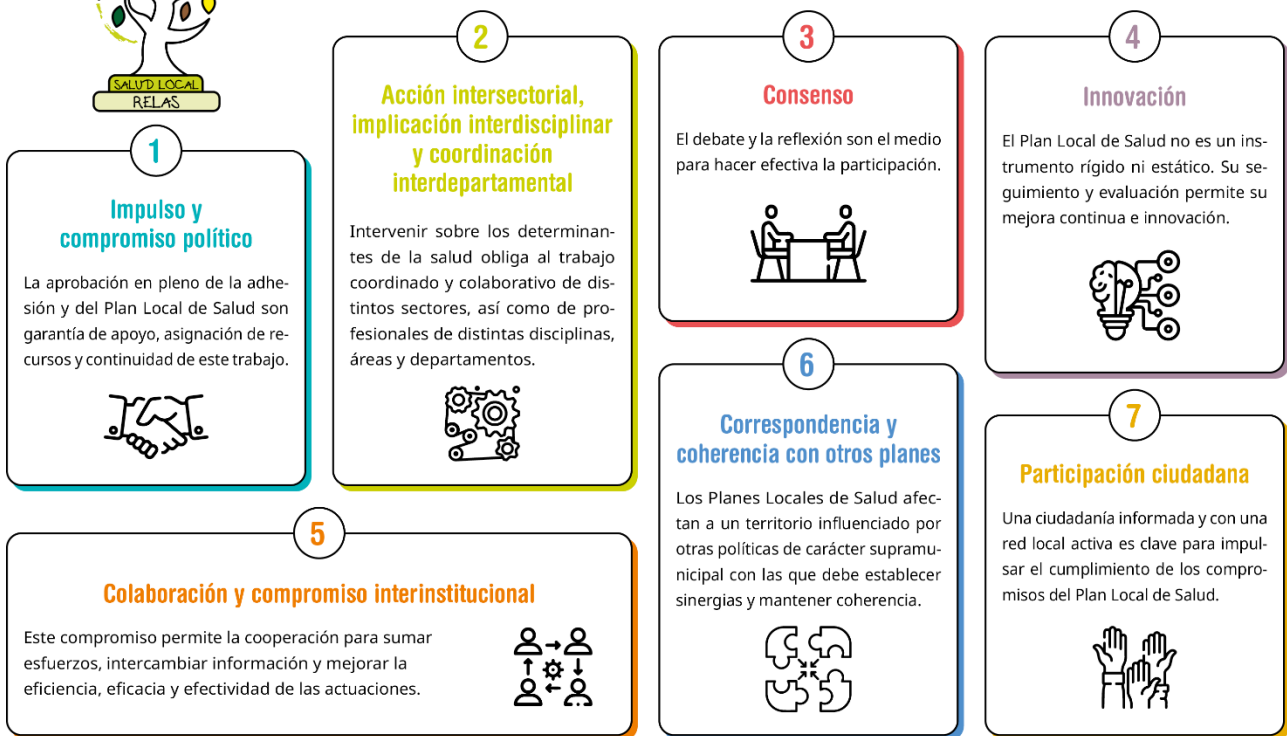 SALUD LOCAL
RELAS
1
Impulso y
compromiso político
La aprobación en pleno de la adhe-
sión y del Plan Local de Salud son
garantía de apoyo, asignación de re-
cursos y continuidad de este trabajo.
2
Acción intersectorial,
implicación interdisciplinar
y coordinación
interdepartamental
Intervenir sobre los determinan-
tes de la salud obliga al trabajo
coordinado y colaborativo de dis-
tintos sectores, así como de pro-
fesionales de distintas disciplinas,
áreas y departamentos.
3
Consenso
El debate y la reflexión son el medio
para hacer efectiva la participación.
4
Innovación
El Plan Local de Salud no es un ins-
trumento rígido ni estático. Su se-
guimiento y evaluación permite su
mejora continua e innovación.
5
Colaboración y compromiso interinstitucional
Este compromiso permite la cooperación para sumar
esfuerzos, intercambiar información y mejorar la
eficiencia, eficacia y efectividad de las actuaciones.
6
Correspondencia y
coherencia con otros planes
Los Planes Locales de Salud afec-
tan a un territorio influenciado por
otras políticas de carácter supramu-
nicipal con las que debe establecer
sinergias y mantener coherencia.
7
Participación ciudadana
Una ciudadanía informada y con una
red local activa es clave para impul-
sar el cumplimiento de los compro-
misos del Plan Local de Salud.